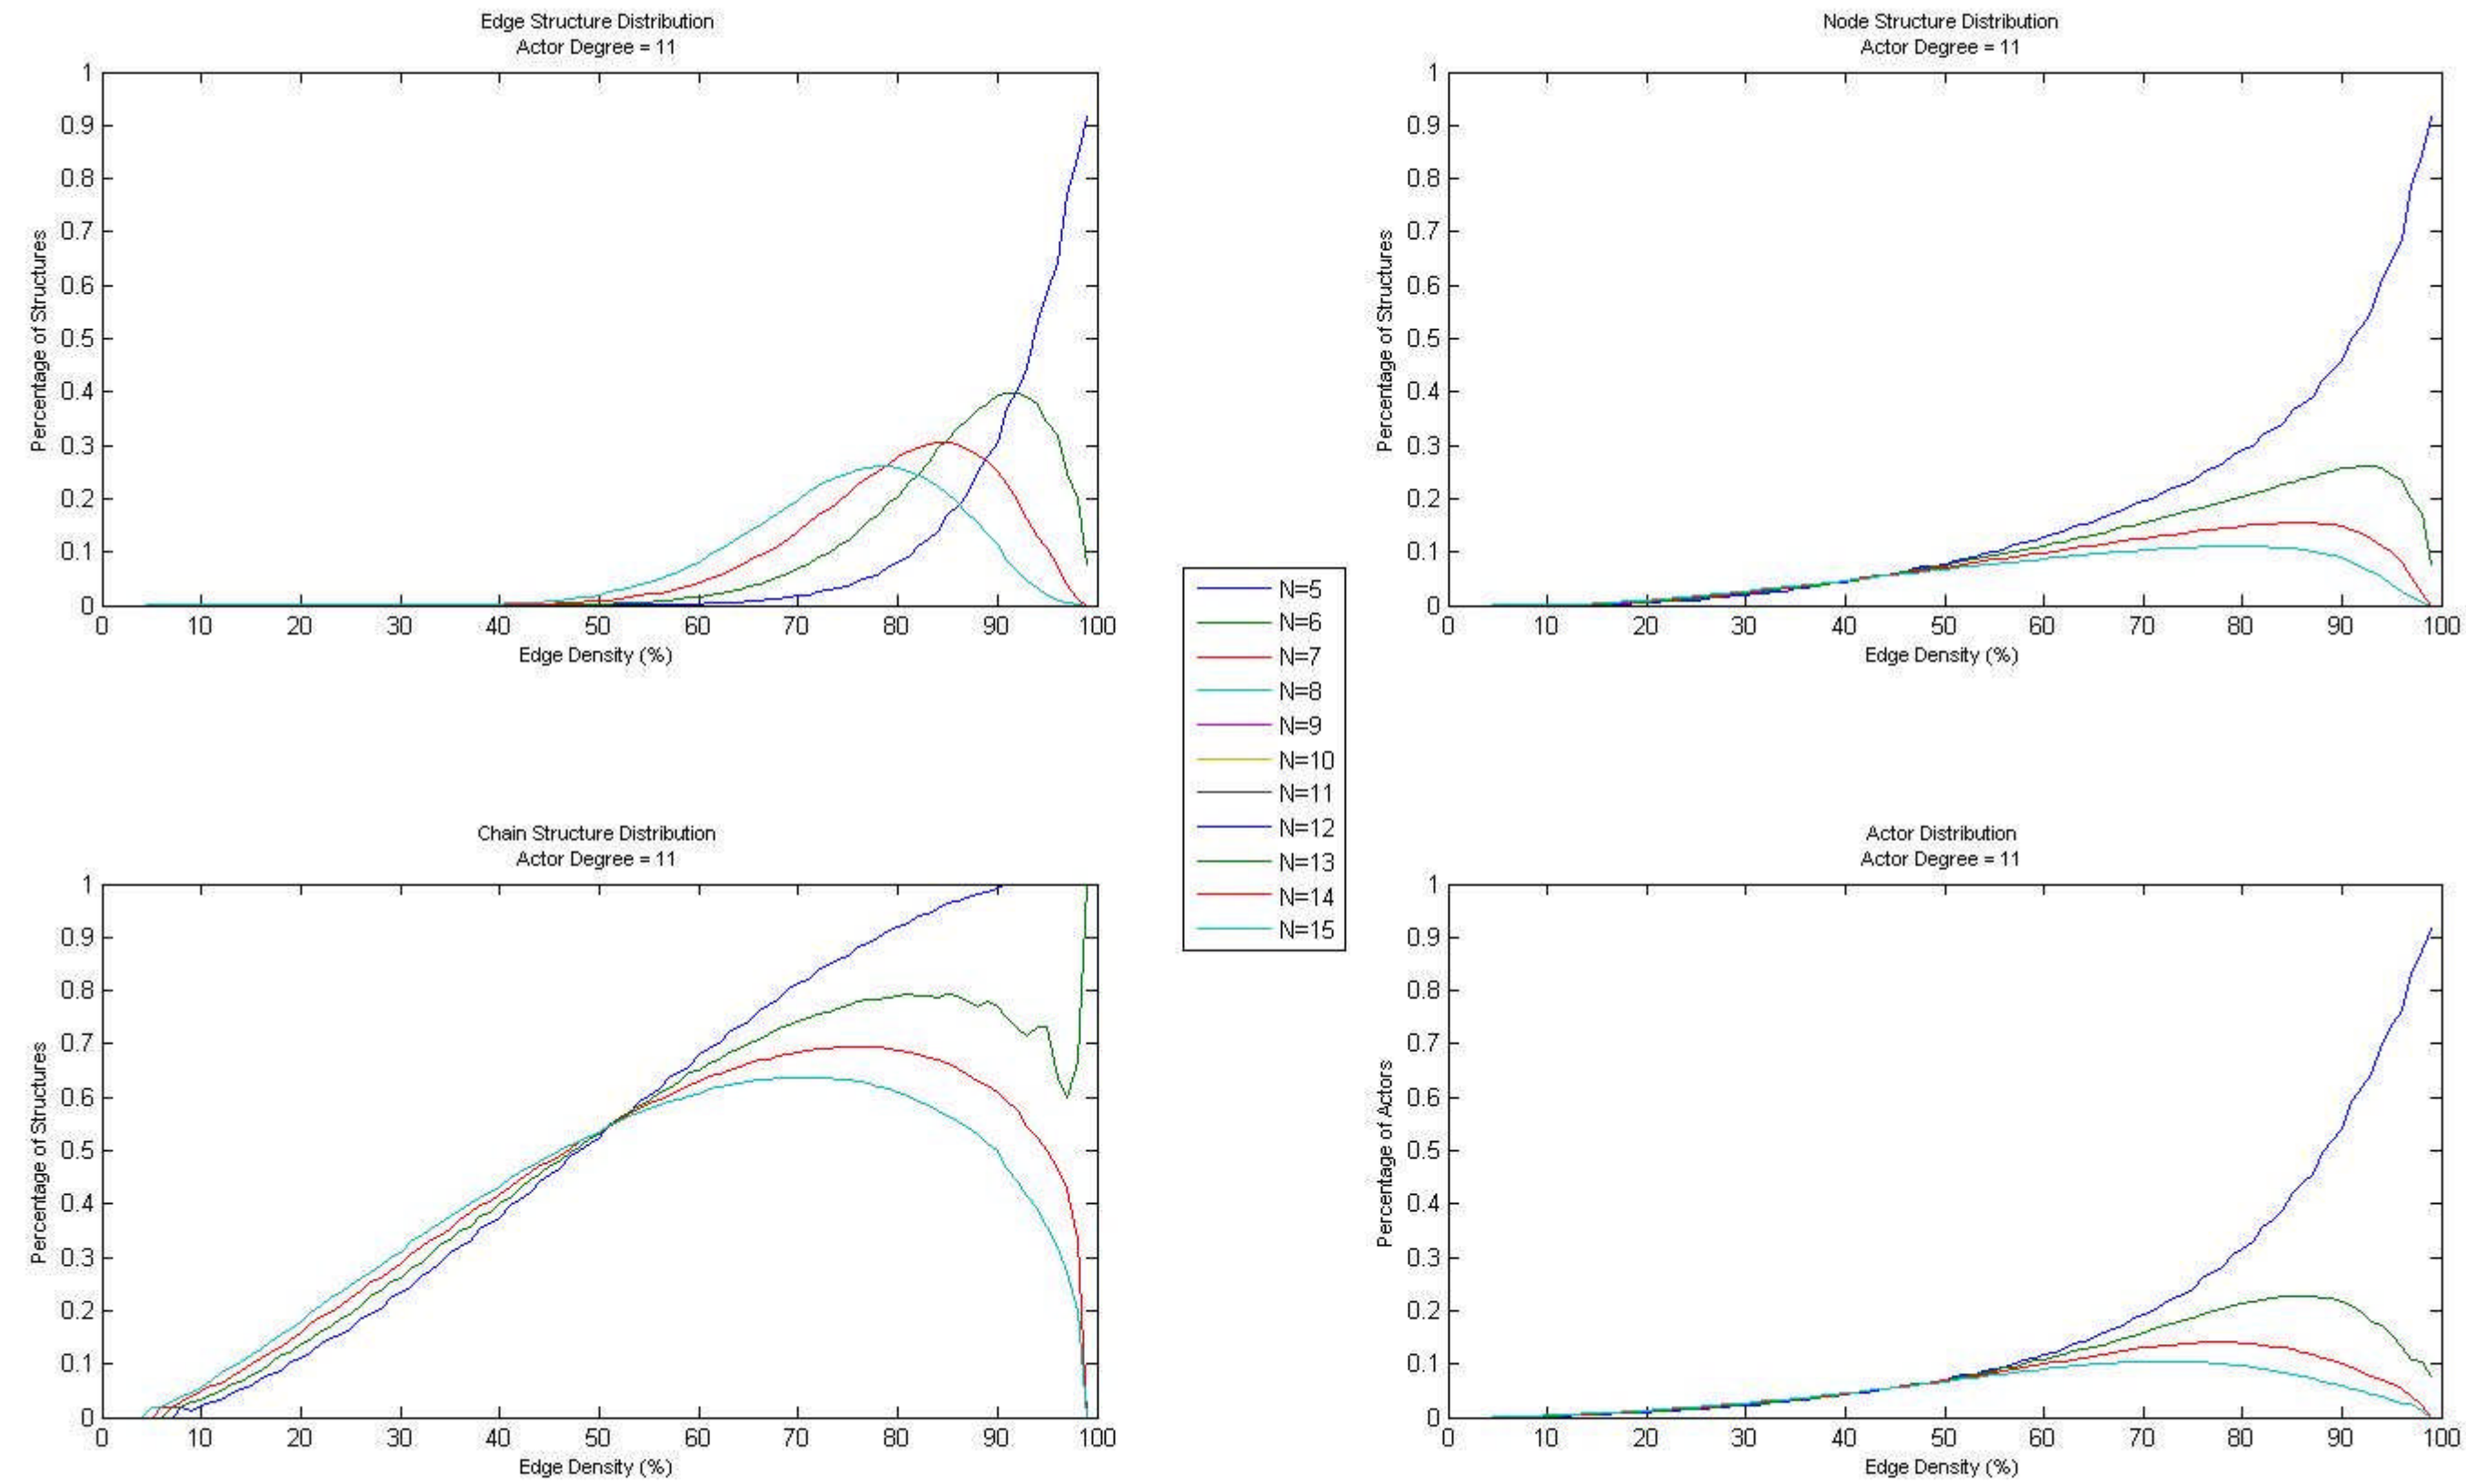 Edge Structure Distribution
Actor Degree = 11
1
0.9
0.8
0.7
0.6
0.5
0.4
0.3
0.2
0.1
0
Percentage of Structures
0 10 20 30 40 50 60 70 80 90 100
Edge Density (%)
Node Structure Distribution
Actor Degree = 11
1
0.9
0.8
0.7
0.6
0.5
0.4
0.3
0.2
0.1
0
Percentage of Structures
0 10 20 30 40 50 60 70 80 90 100
Edge Density (%)
N=5
N=6
N=7
N=8
N=9
N=10
N=11
N=12
N=13
N=14
N=15
Chain Structure Distribution
Actor Degree = 11
1
0.9
0.8
0.7
0.6
0.5
0.4
0.3
0.2
0.1
0
Percentage of Structures
0 10 20 30 40 50 60 70 80 90 100
Edge Density (%)
Actor Distribution
Actor Degree = 11
1
0.9
0.8
0.7
0.6
0.5
0.4
0.3
0.2
0.1
0
Percentage of Actors
0 10 20 30 40 50 60 70 80 90 100
Edge Density (%)